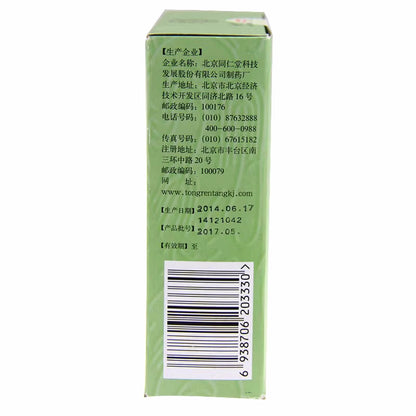 【生产企业】
企业名称：北京同仁堂科技
发展股份有限公司制药厂
生产地址：北京市北京经济
技术开发区同济北路 16 号
邮政编码：100176
电话号码：(010) 87632888
400-600-0988
传真号码：(010) 67615182
注册地址：北京市丰台区南
三环中路 20 号
邮政编码：100079
网 址：
www.tongrentangkj.com
【生产日期】 2014.06.17
14121042
【产品批号】
2017.05.
【有效期】至
6 938706 203330 >